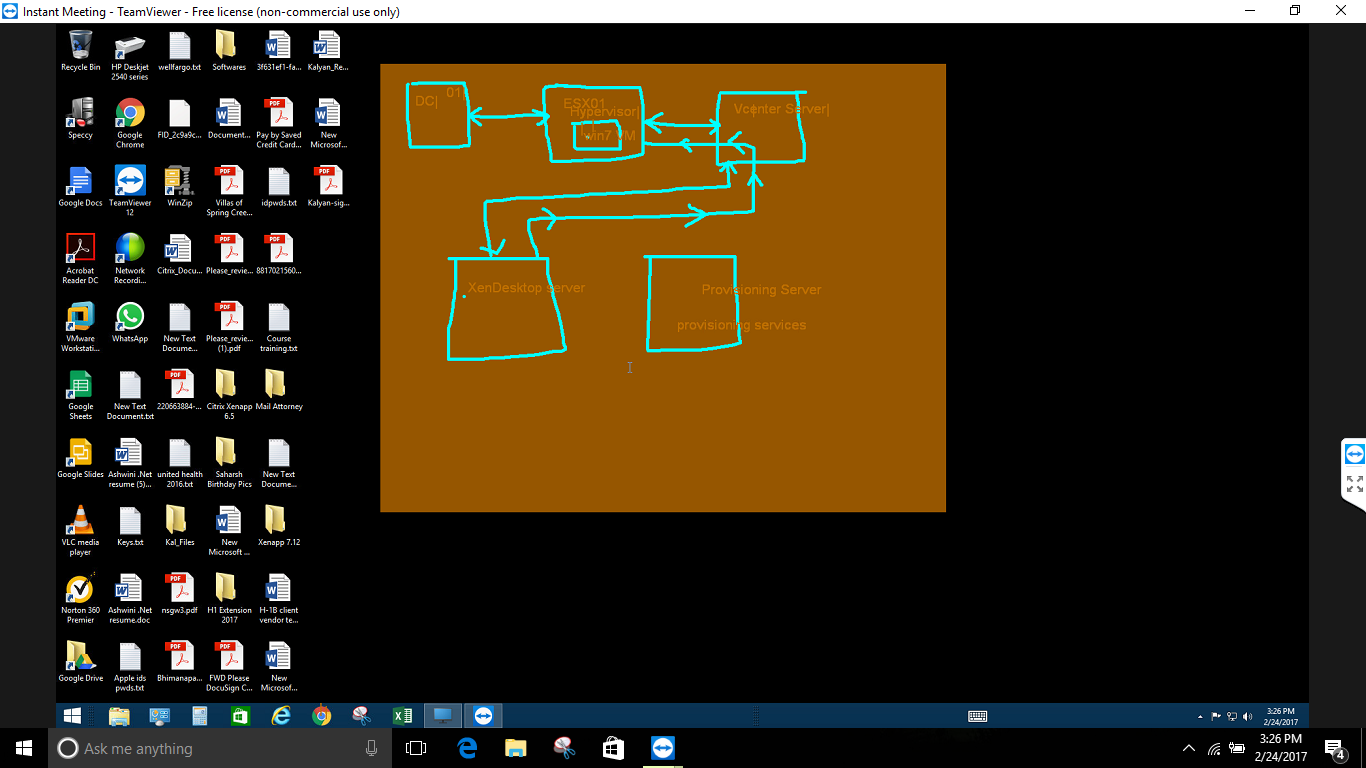 Instant Meeting - TeamViewer - Free license (non-commercial use only)
Recycle Bin
HP Deskjet 2540 series
wellfargo.txt
Softwares
3f631ef1-fa...
Kalyan_Re...
Speccy
Google Chrome
FID_2c9a9c...
Document...
Pay by Saved Credit Card...
New Microsof...
Google Docs
TeamViewer 12
WinZip
Villas of Spring Cree...
idpwds.txt
Kalyan-sig...
Acrobat Reader DC
Network Recordi...
Citrix_Docu...
Please_revie...
8817021560...
VMware Workstati...
WhatsApp
New Text Docume...
Please_revie... (1).pdf
Course training.txt
Google Sheets
New Text Document.txt
220663884-...
Citrix Xenapp 6.5
Mail Attorney
Google Slides
Ashwini .Net resume (5)...
united health 2016.txt
Saharsh Birthday Pics
New Text Docume...
VLC media player
Keys.txt
Kal_Files
New Microsoft ...
Xenapp 7.12
Norton 360 Premier
Ashwini .Net resume.doc
nsgw3.pdf
H1 Extension 2017
H-1B client vendor te...
Google Drive
Apple ids pwds.txt
Bhimanapa...
FWD Please DocuSign C...
New Microsof...
DC|
01|
ESX01
Hypervisor|
win7 VM
Vcenter Server|
XenDesktop server
Provisioning Server
provisioning services
3:26 PM
2/24/2017
Ask me anything
3:26 PM
2/24/2017
4